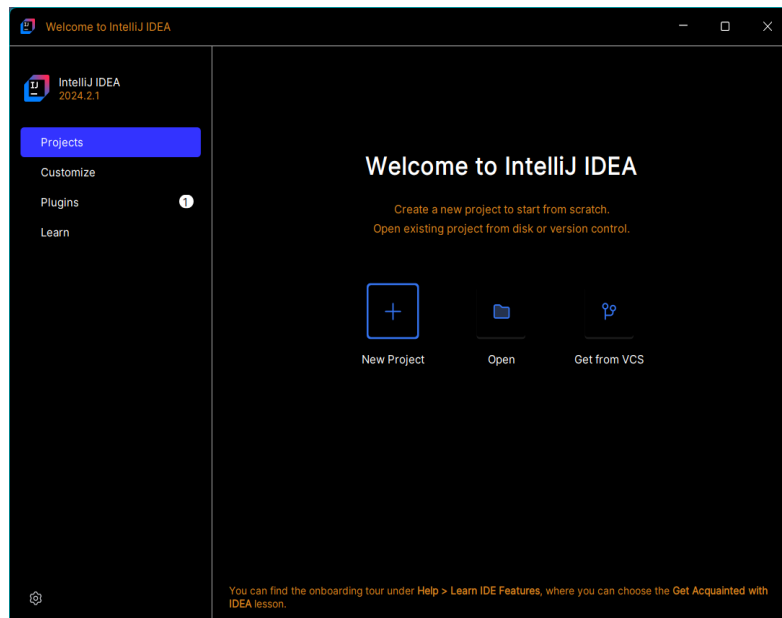 Welcome to IntelliJ IDEA
IJ
IntelliJ IDEA
2024.2.1
Projects
Customize
Plugins 1
Learn
Welcome to IntelliJ IDEA
Create a new project to start from scratch.
Open existing project from disk or version control.
New Project Open Get from VCS
You can find the onboarding tour under Help > Learn IDE Features, where you can choose the Get Acquainted with
IDEA lesson.